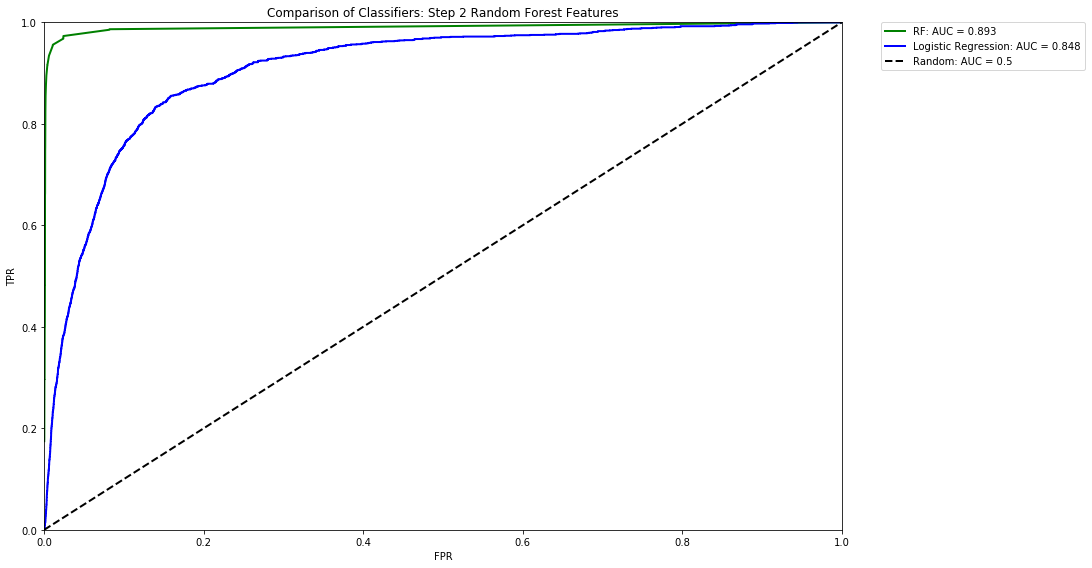 Comparison of Classifiers: Step 2 Random Forest Features
RF: AUC = 0.893
Logistic Regression: AUC = 0.848
Random: AUC = 0.5
1.0
0.8
0.6
0.4
0.2
0.0
TPR
0.0 0.2 0.4 0.6 0.8 1.0
FPR